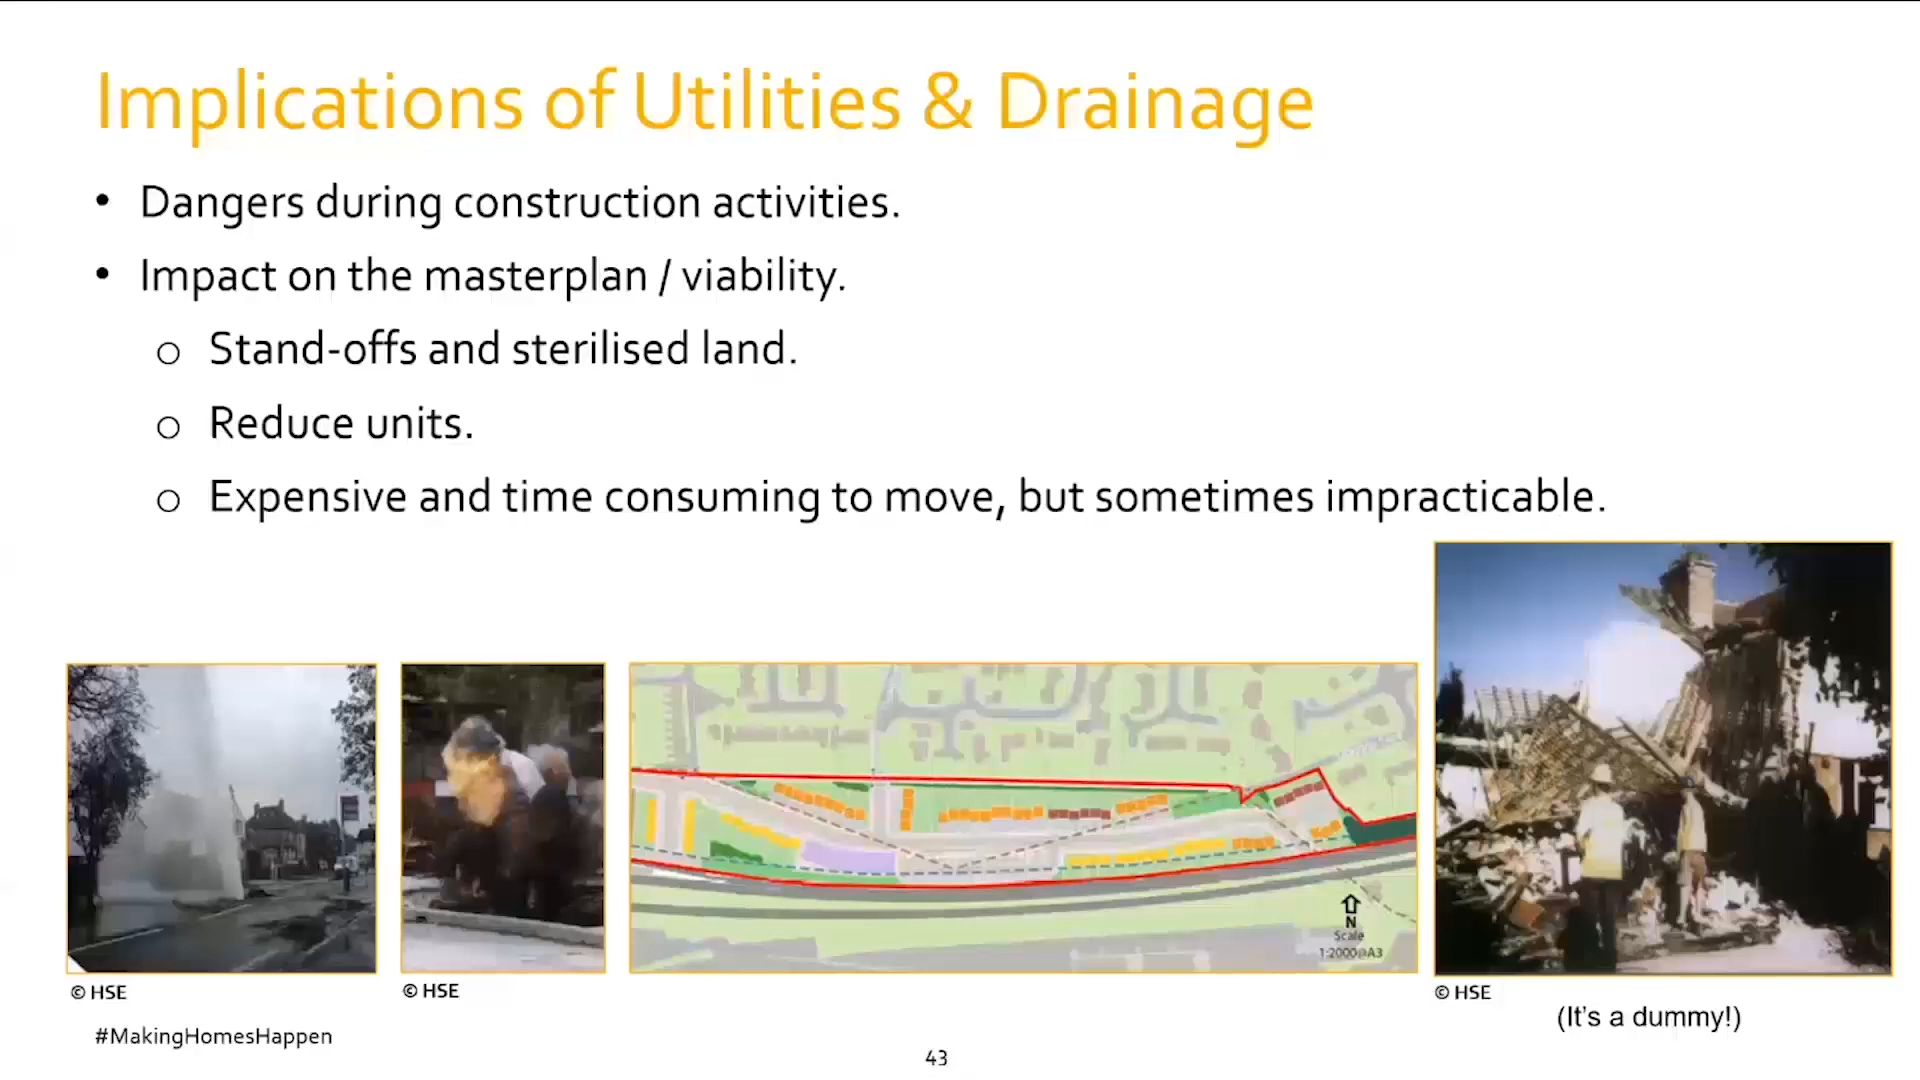 Implications of Utilities & Drainage
• Dangers during construction activities.
• Impact on the masterplan / viability.
o Stand-offs and sterilised land.
o Reduce units.
o Expensive and time consuming to move, but sometimes impracticable.
N
Scale
1:2000@A3
© HSE
© HSE
© HSE
(It's a dummy!)
#MakingHomesHappen
43